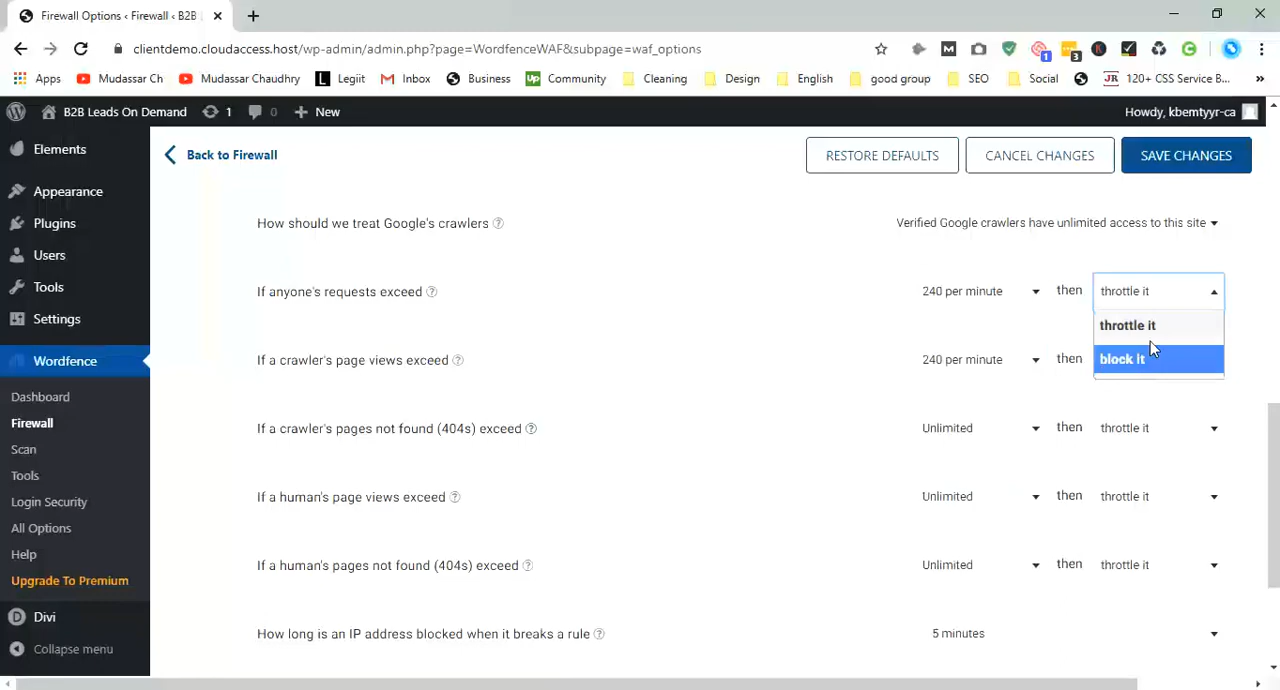 Firewall Options ‹ Firewall ‹ B2B
clientdemo.cloudaccess.host/wp-admin/admin.php?page=WordfenceWAF&subpage=waf_options
1
3
Apps
Mudassar Ch
Mudassar Chaudhry
Legiit
Inbox
Business
Up
Community
Cleaning
Design
English
good group
SEO
Social
JR
120+ CSS Service B...
B2B Leads On Demand
1
0
New
Howdy, kbemtyyr-ca
Elements
Appearance
Plugins
Users
Tools
Settings
Wordfence
Dashboard
Firewall
Scan
Tools
Login Security
All Options
Help
Upgrade To Premium
Divi
Collapse menu
Back to Firewall
RESTORE DEFAULTS
CANCEL CHANGES
SAVE CHANGES
How should we treat Google's crawlers
Verified Google crawlers have unlimited access to this site
If anyone's requests exceed
240 per minute then throttle it
throttle it
block it
If a crawler's page views exceed
240 per minute then
If a crawler's pages not found (404s) exceed
Unlimited then throttle it
If a human's page views exceed
Unlimited then throttle it
If a human's pages not found (404s) exceed
Unlimited then throttle it
How long is an IP address blocked when it breaks a rule
5 minutes